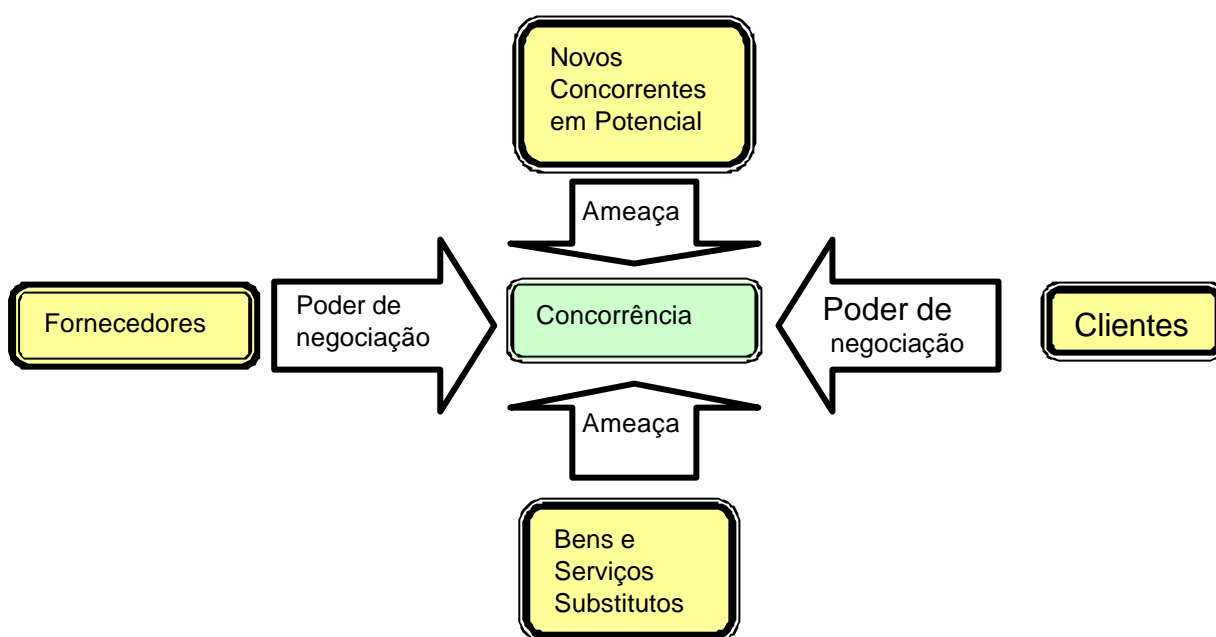 Novos
Concorrentes
em Potencial
Ameaça
Fornecedores
Poder de
negociação
Concorrência
Poder de
negociação
Clientes
Ameaça
Bens e
Serviços
Substitutos